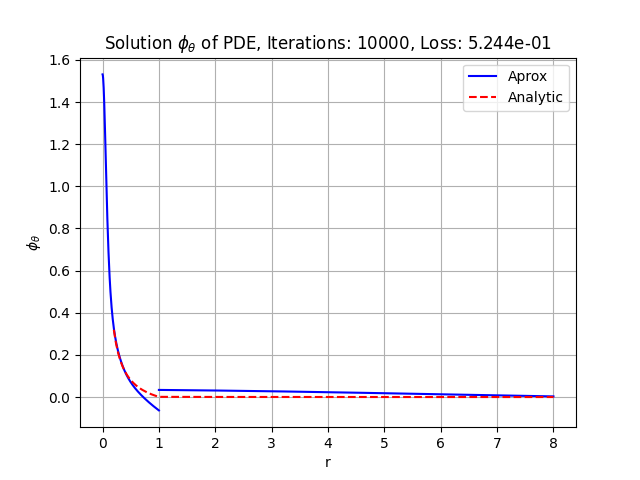 Solution ϕ_θ of PDE, Iterations: 10000, Loss: 5.244e-01
Aprox
Analytic
1.6
1.4
1.2
1.0
0.8
0.6
0.4
0.2
0.0
ϕ_θ
0 1 2 3 4 5 6 7 8
r